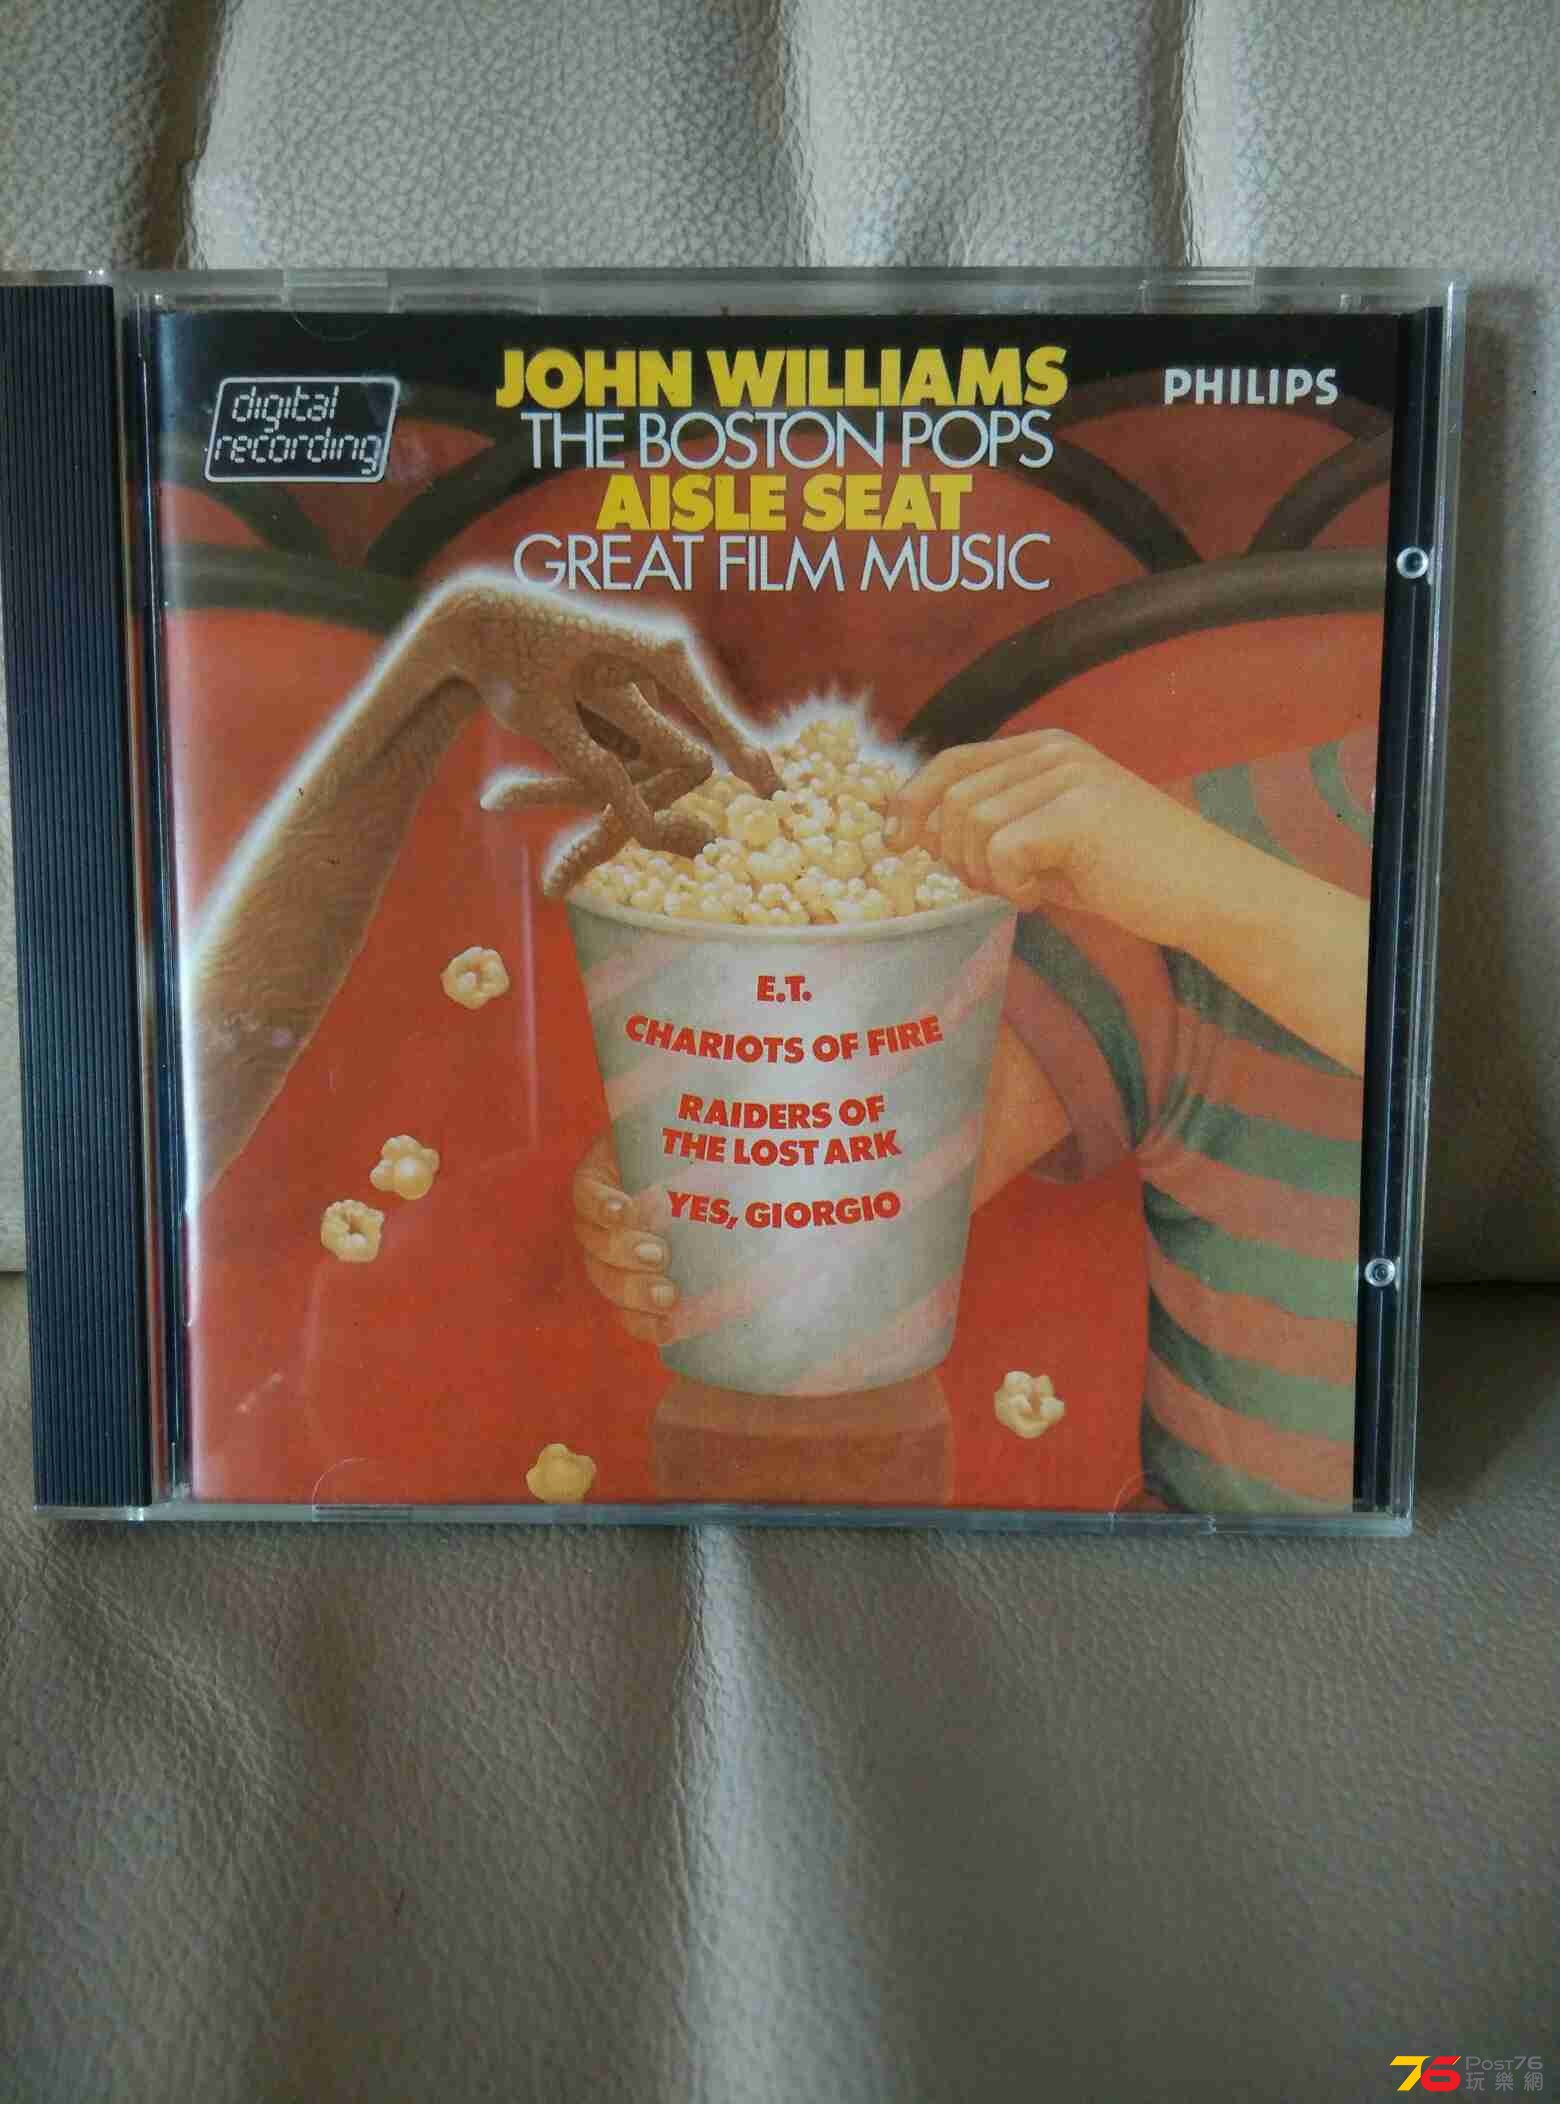 digital
recording
JOHN WILLIAMS
THE BOSTON POPS
AISLE SEAT
GREAT FILM MUSIC
PHILIPS
E.T.
CHARIOTS OF FIRE
RAIDERS OF
THE LOST ARK
YES, GIORGIO
76 POST76
玩樂網